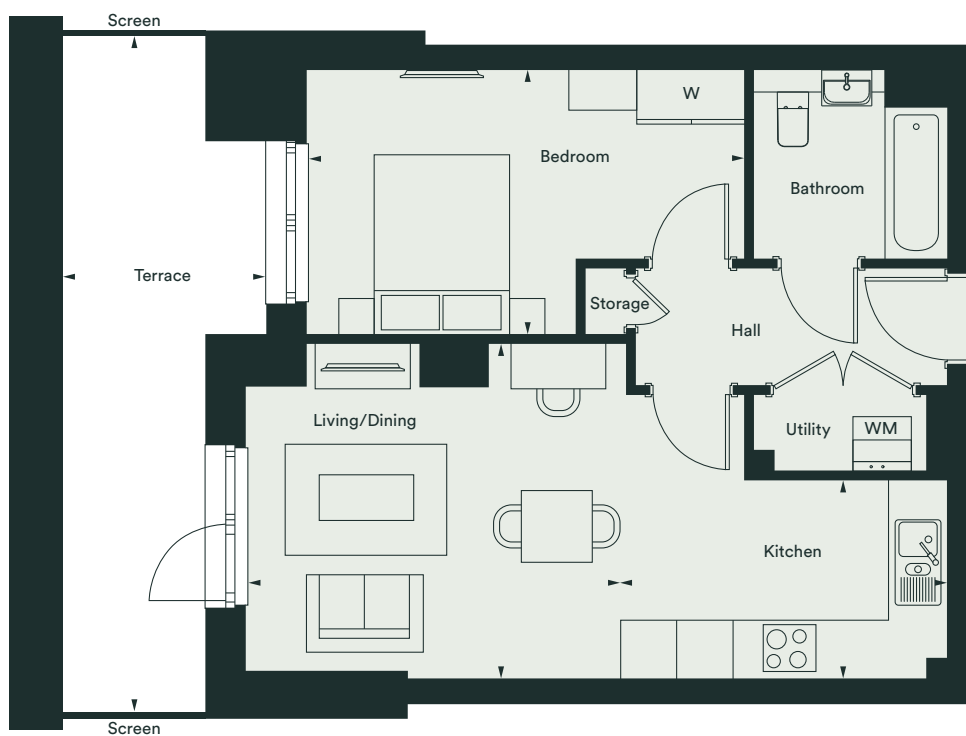 Screen
W
Bedroom
Bathroom
Terrace
Storage
Hall
Living/Dining
Utility
WM
Kitchen
Screen